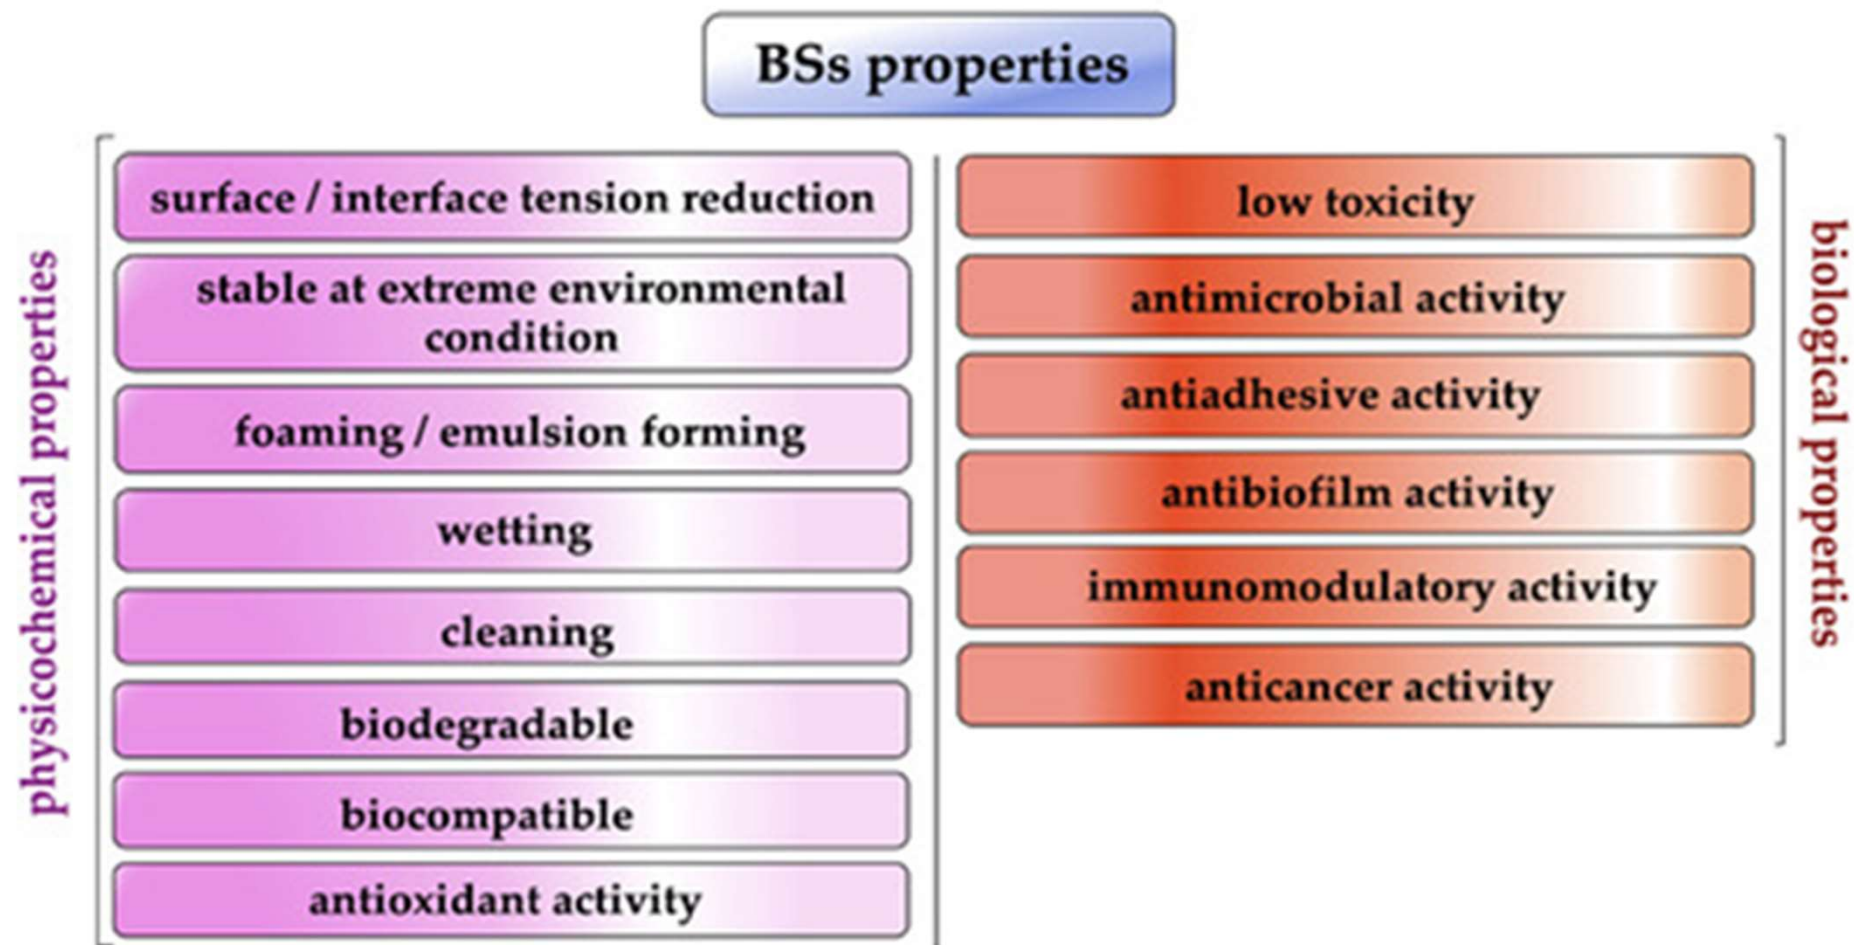 BSs properties
physicochemical properties
surface / interface tension reduction
stable at extreme environmental
condition
foaming / emulsion forming
wetting
cleaning
biodegradable
biocompatible
antioxidant activity
low toxicity
antimicrobial activity
antiadhesive activity
antibiofilm activity
immunomodulatory activity
anticancer activity
biological properties